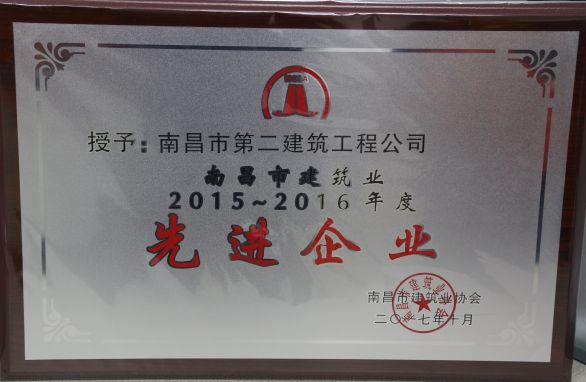 授予：南昌市第二建筑工程公司
南昌市建筑业
2015~2016年度
先进企业
南昌市建筑业协会
二〇一七年十月